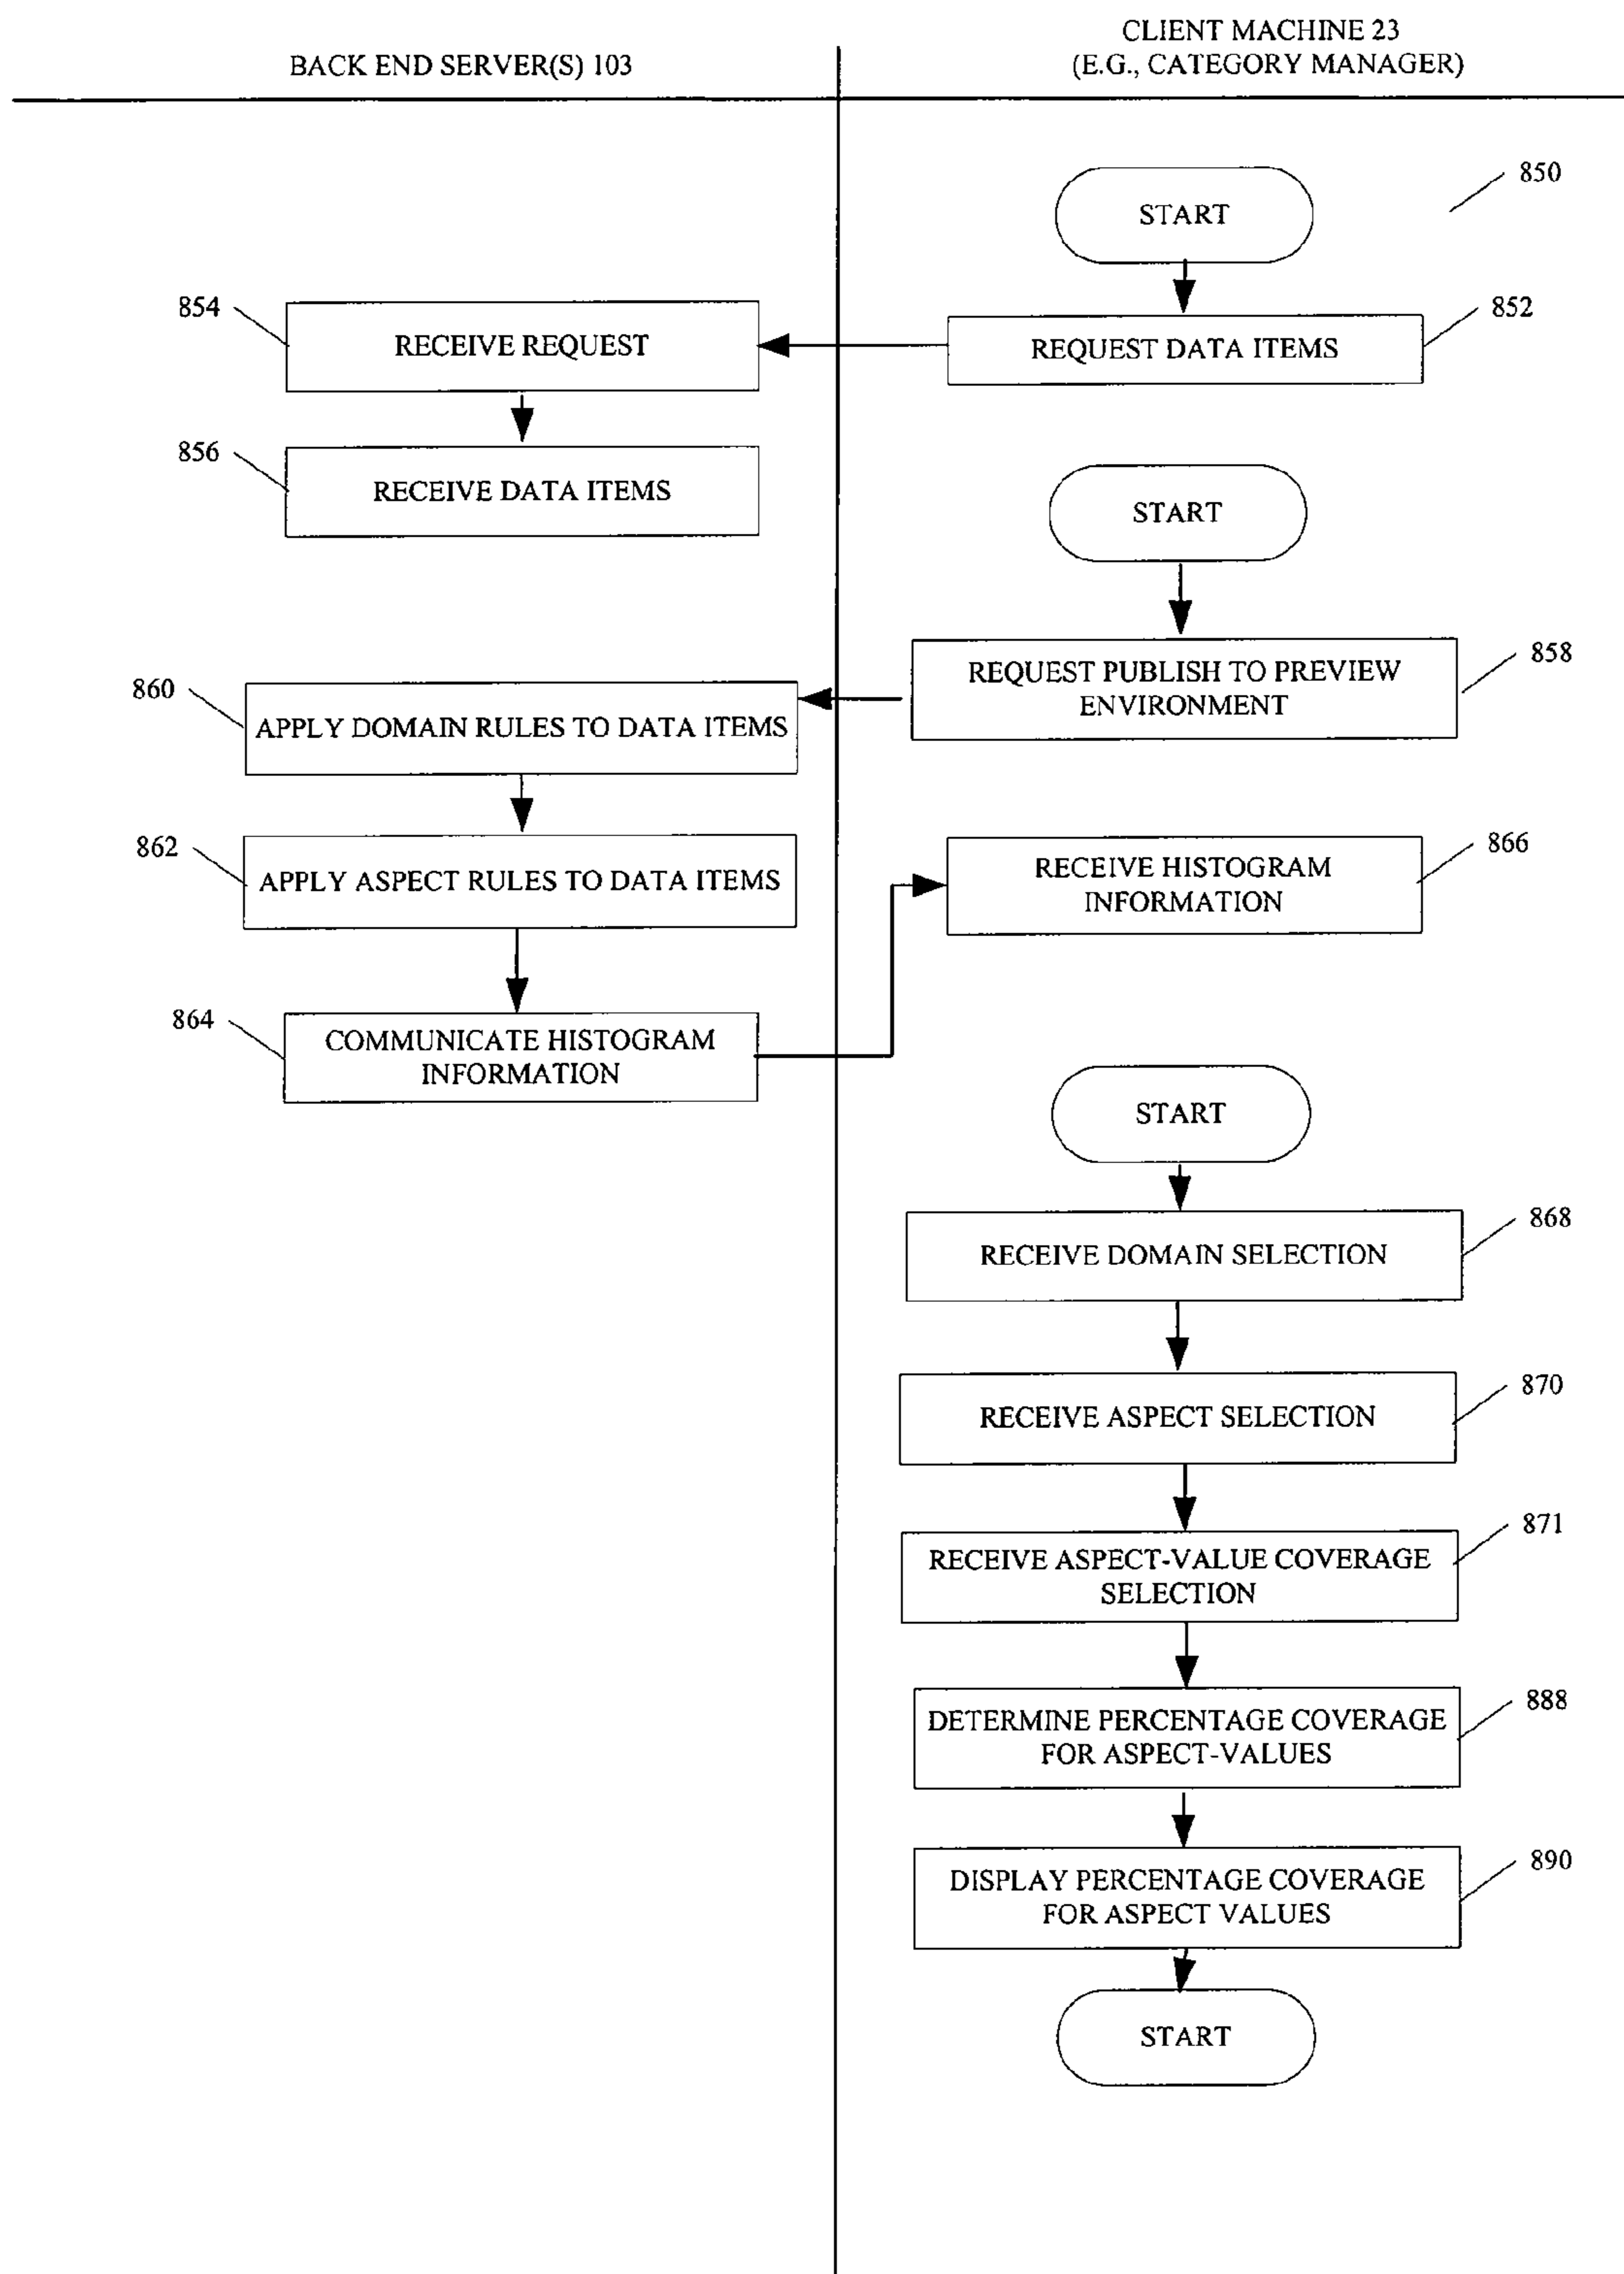 BACK END SERVER(S) 103
CLIENT MACHINE 23
(E.G., CATEGORY MANAGER)
850
START
854
RECEIVE REQUEST
852
REQUEST DATA ITEMS
856
RECEIVE DATA ITEMS
START
858
REQUEST PUBLISH TO PREVIEW
ENVIRONMENT
860
APPLY DOMAIN RULES TO DATA ITEMS
862
APPLY ASPECT RULES TO DATA ITEMS
866
RECEIVE HISTOGRAM
INFORMATION
864
COMMUNICATE HISTOGRAM
INFORMATION
START
868
RECEIVE DOMAIN SELECTION
870
RECEIVE ASPECT SELECTION
871
RECEIVE ASPECT-VALUE COVERAGE
SELECTION
888
DETERMINE PERCENTAGE COVERAGE
FOR ASPECT-VALUES
890
DISPLAY PERCENTAGE COVERAGE
FOR ASPECT VALUES
START